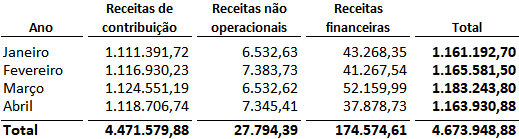 Ano Receitas de contribuição Receitas não operacionais Receitas financeiras Total
Janeiro 1.111.391,72 6.532,63 43.268,35 1.161.192,70
Fevereiro 1.116.930,23 7.383,73 41.267,54 1.165.581,50
Março 1.124.551,19 6.532,62 52.159,99 1.183.243,80
Abril 1.118.706,74 7.345,41 37.878,73 1.163.930,88
Total 4.471.579,88 27.794,39 174.574,61 4.673.948,88